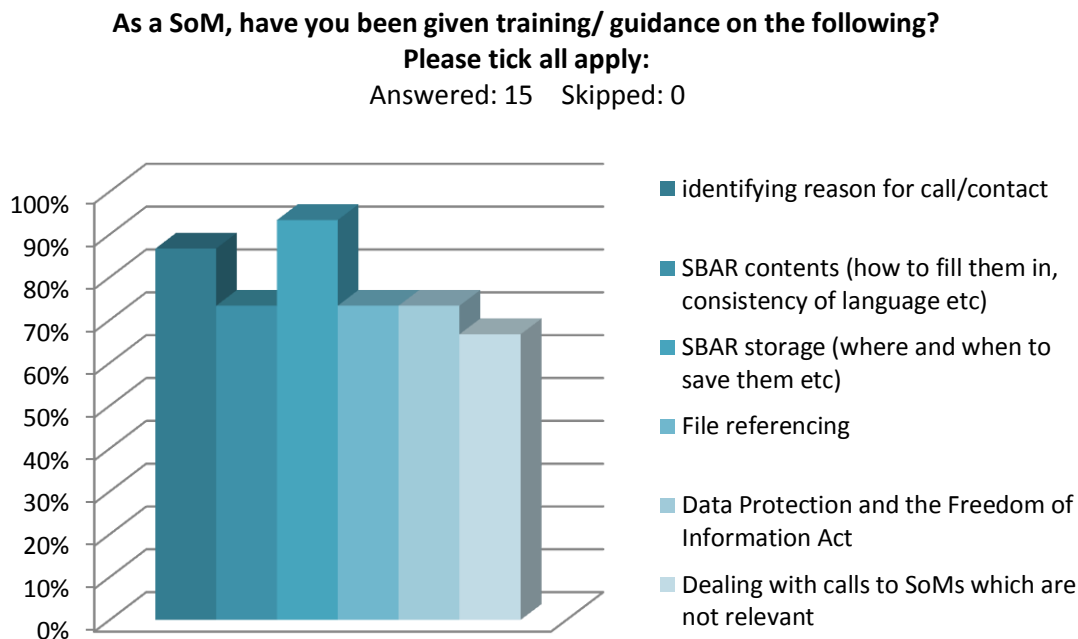 As a SoM, have you been given training/ guidance on the following?
Please tick all apply:
Answered: 15 Skipped: 0
100%
90%
80%
70%
60%
50%
40%
30%
20%
10%
0%
identifying reason for call/contact
SBAR contents (how to fill them in,
consistency of language etc)
SBAR storage (where and when to
save them etc)
File referencing
Data Protection and the Freedom of
Information Act
Dealing with calls to SoMs which are
not relevant